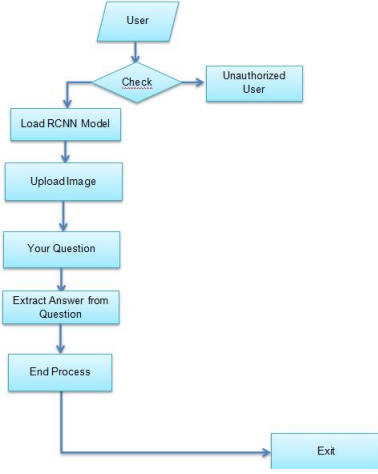 User
Check
Unauthorized
User
Load RCNN Model
Upload Image
Your Question
Extract Answer from
Question
End Process
Exit